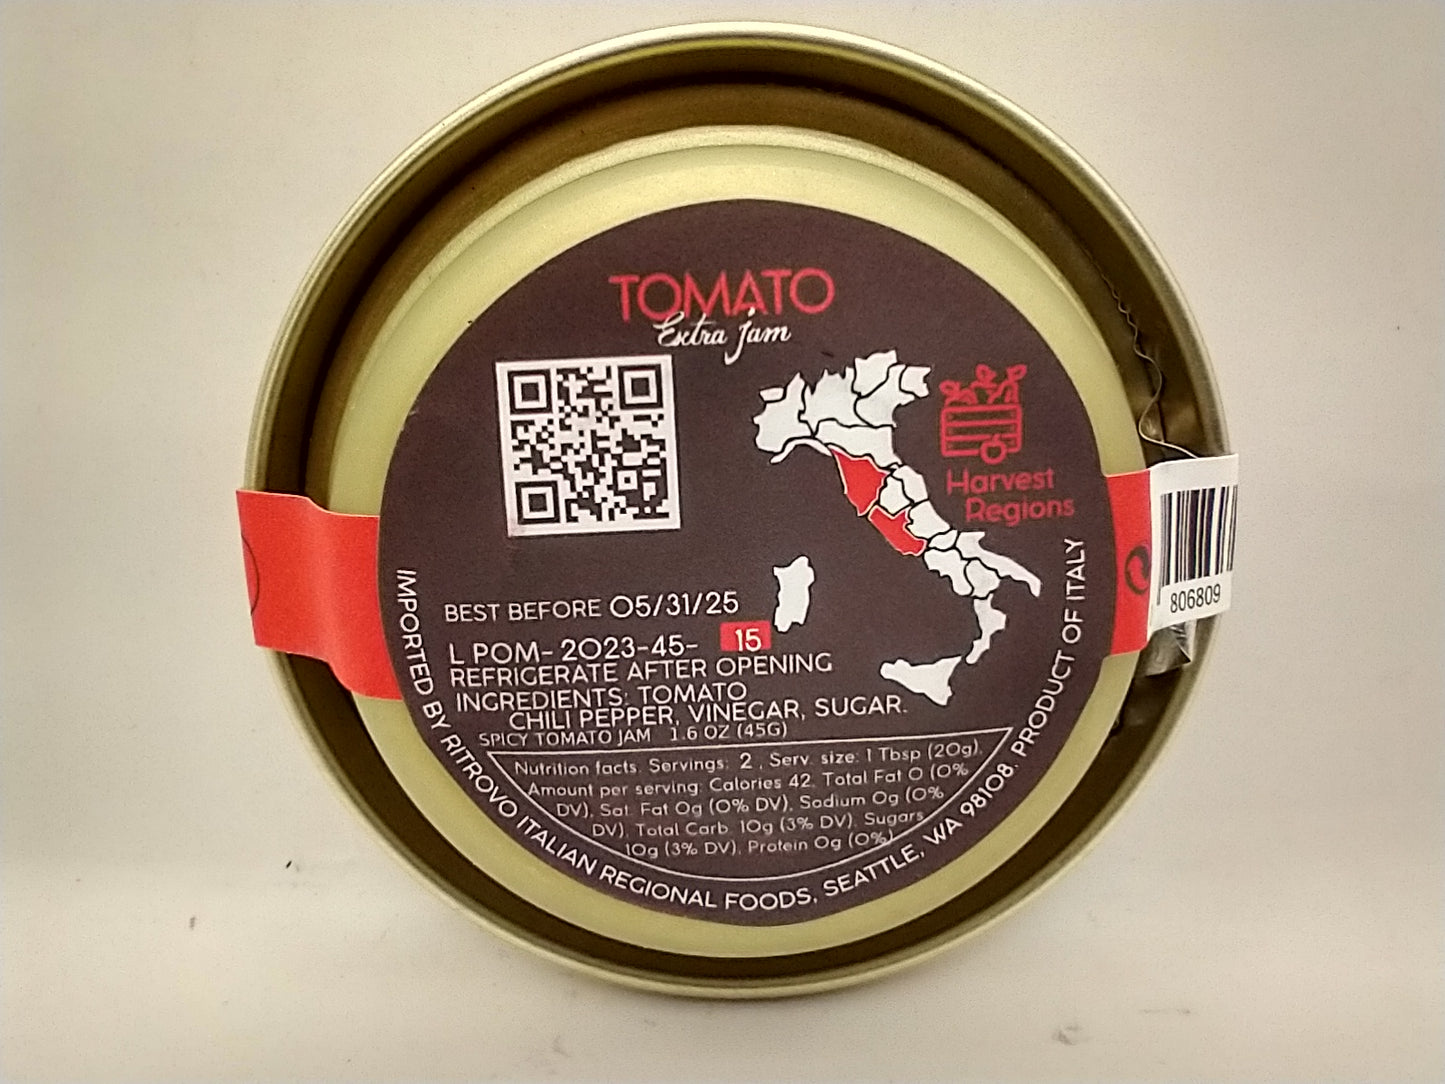 TOMATO
Extra jam
Harvest
Regions
BEST BEFORE 05/31/25
L POM-2023-45- 15
REFRIGERATE AFTER OPENING
INGREDIENTS: TOMATO
CHILI PEPPER, VINEGAR, SUGAR.
SPICY TOMATO JAM 1.6 OZ (45G)
Nutrition facts. Servings: 2 , Serv. size: 1 Tbsp (20g),
Amount per serving: Calories 42, Total Fat 0 (0%
DV), Sat. Fat 0g (0% DV), Sodium 0g (0%
DV), Total Carb. 10g (3% DV). Sugars
10g (3% DV), Protein 0g (0%)
IMPORTED BY RITROVO ITALIAN REGIONAL FOODS, SEATTLE, WA 98108. PRODUCT OF ITALY
806809